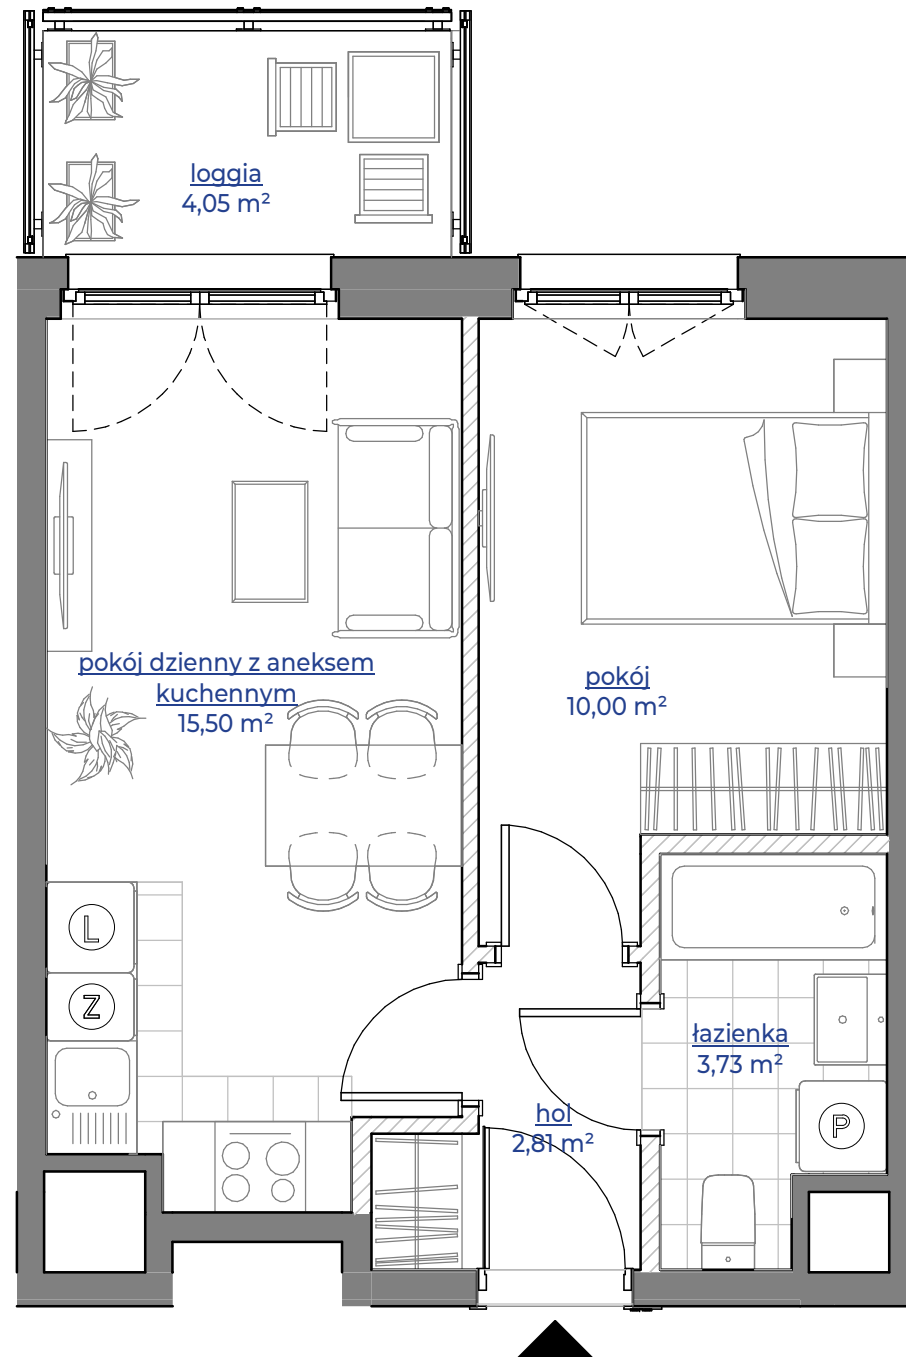 loggia
4,05 m²
pokój dzienny z aneksem
kuchennym
15,50 m²
pokój
10,00 m²
L
Z
łazienka
3,73 m²
hol
2,81 m²
P